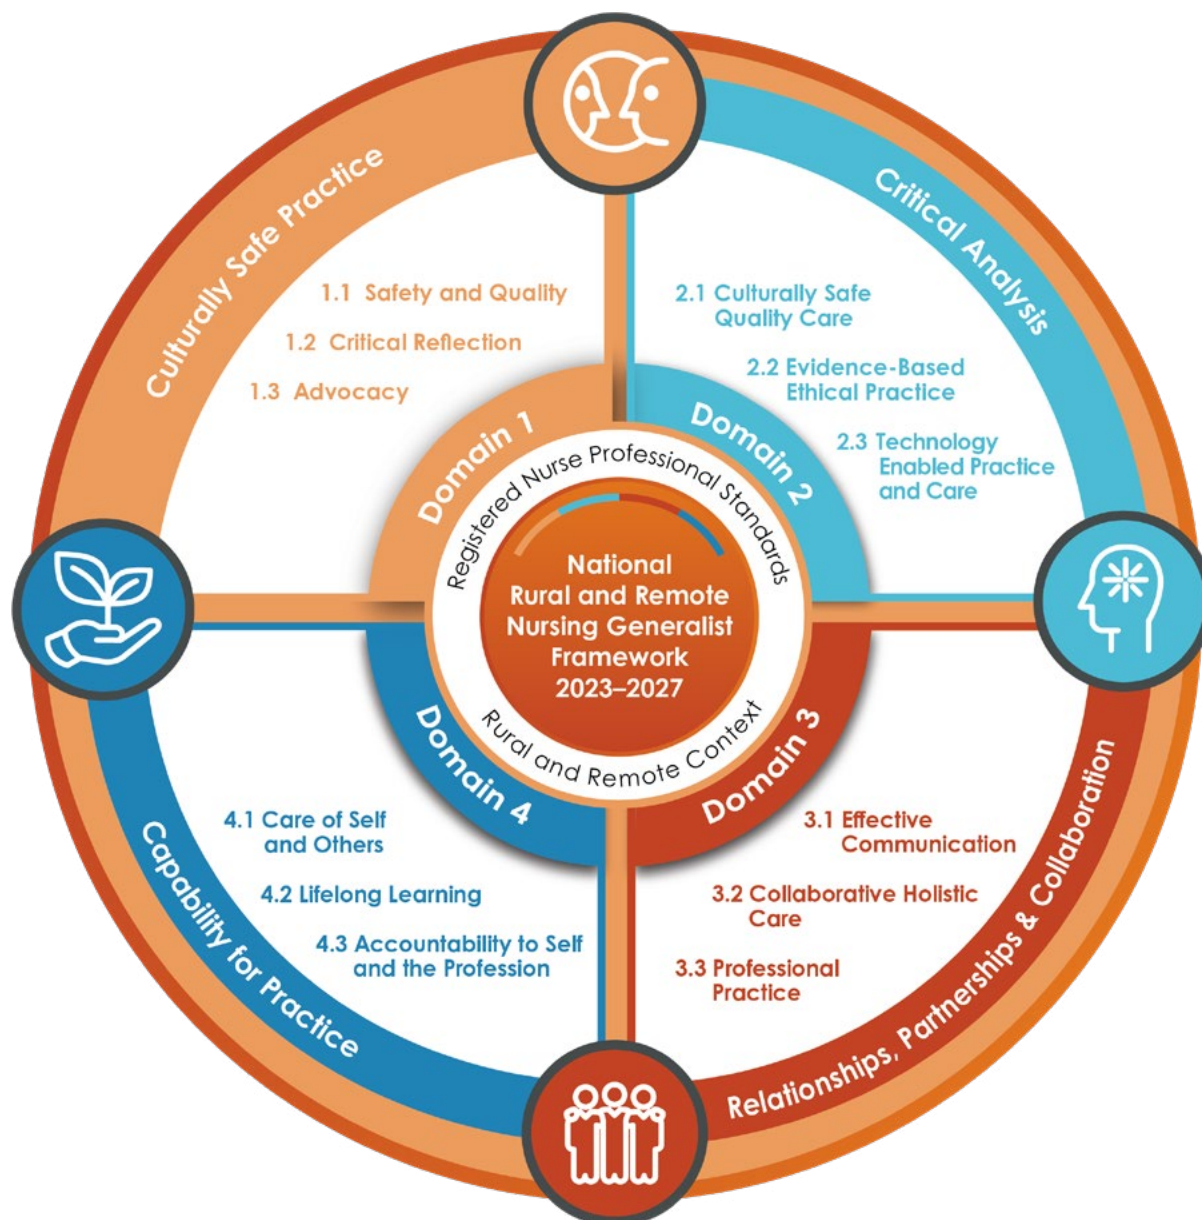 Culturally Safe Practice
1.1 Safety and Quality
1.2 Critical Reflection
1.3 Advocacy
Domain 1
Critical Analysis
2.1 Culturally Safe
Quality Care
2.2 Evidence-Based
Ethical Practice
2.3 Technology
Enabled Practice
and Care
Domain 2
Registered Nurse Professional Standards
National
Rural and Remote
Nursing Generalist
Framework
2023–2027
Rural and Remote Context
Domain 3
3.1 Effective
Communication
3.2 Collaborative Holistic
Care
3.3 Professional
Practice
Relationships, Partnerships & Collaboration
Domain 4
4.1 Care of Self
and Others
4.2 Lifelong Learning
4.3 Accountability to Self
and the Profession
Capability for Practice